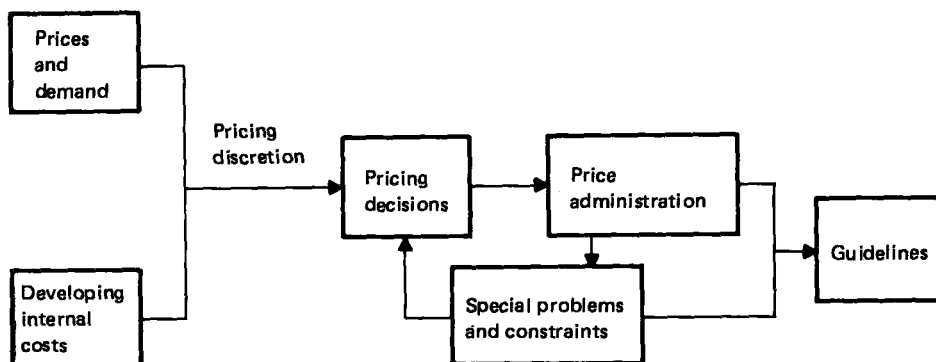 Prices
and
demand
Pricing
discretion
Pricing
decisions
Price
administration
Guidelines
Developing
internal
costs
Special problems
and constraints